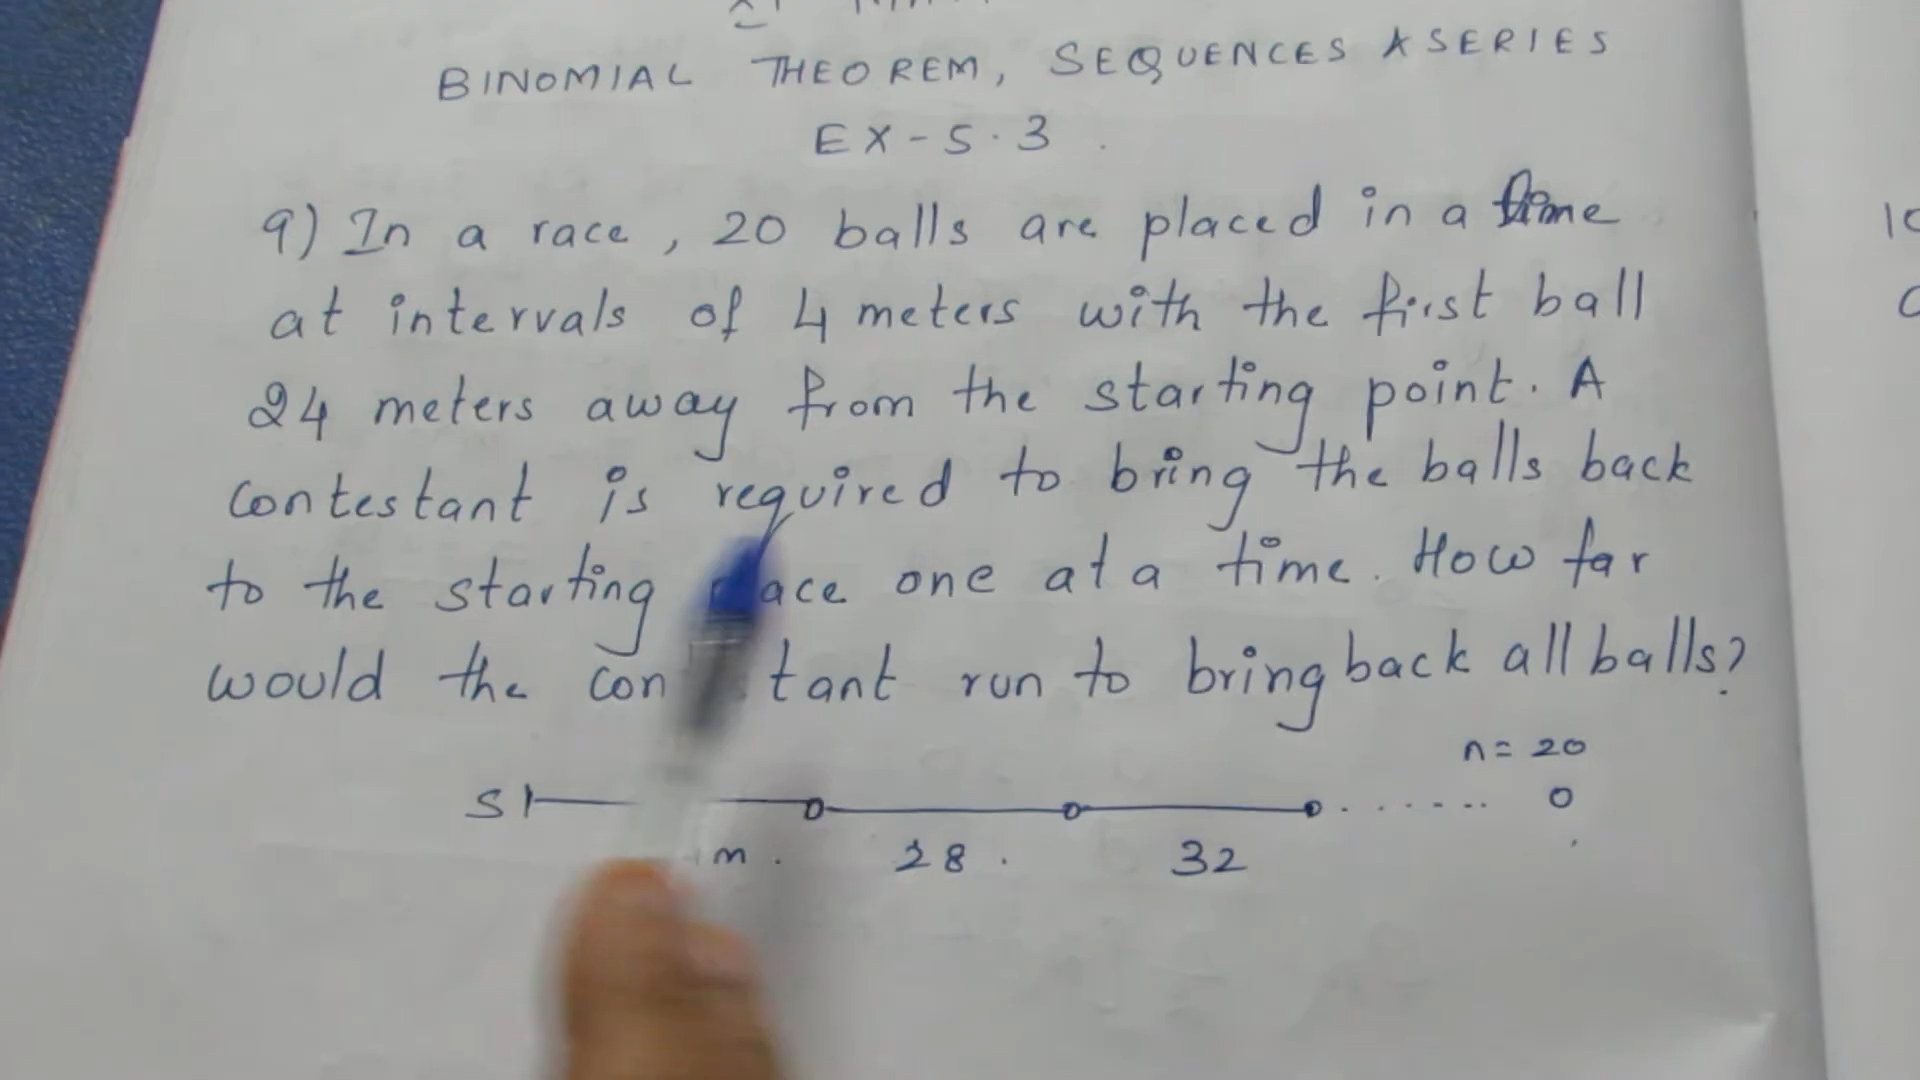 BINOMIAL THEOREM, SEQUENCES & SERIES
EX-5.3
9) In a race, 20 balls are placed in a line
at intervals of 4 meters with the first ball
24 meters away from the starting point. A
contestant is required to bring the balls back
to the starting one at a time. How far
would the run to bring back all balls?
n = 20
S
m. 28. 32